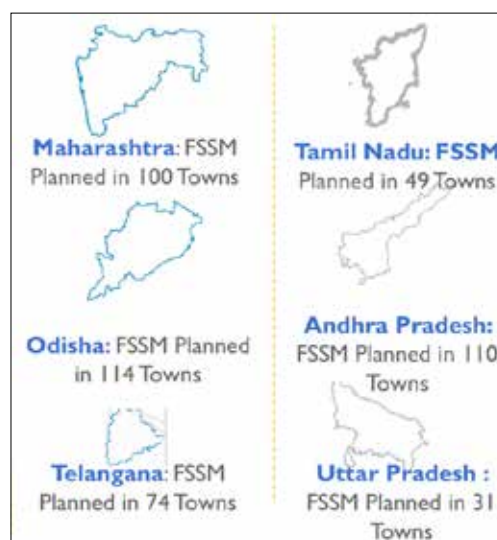 Maharashtra: FSSM
Planned in 100 Towns
Tamil Nadu: FSSM
Planned in 49 Towns
Odisha: FSSM Planned
in 114 Towns
Andhra Pradesh:
FSSM Planned in 110
Towns
Telangana: FSSM
Planned in 74 Towns
Uttar Pradesh :
FSSM Planned in 31
Towns